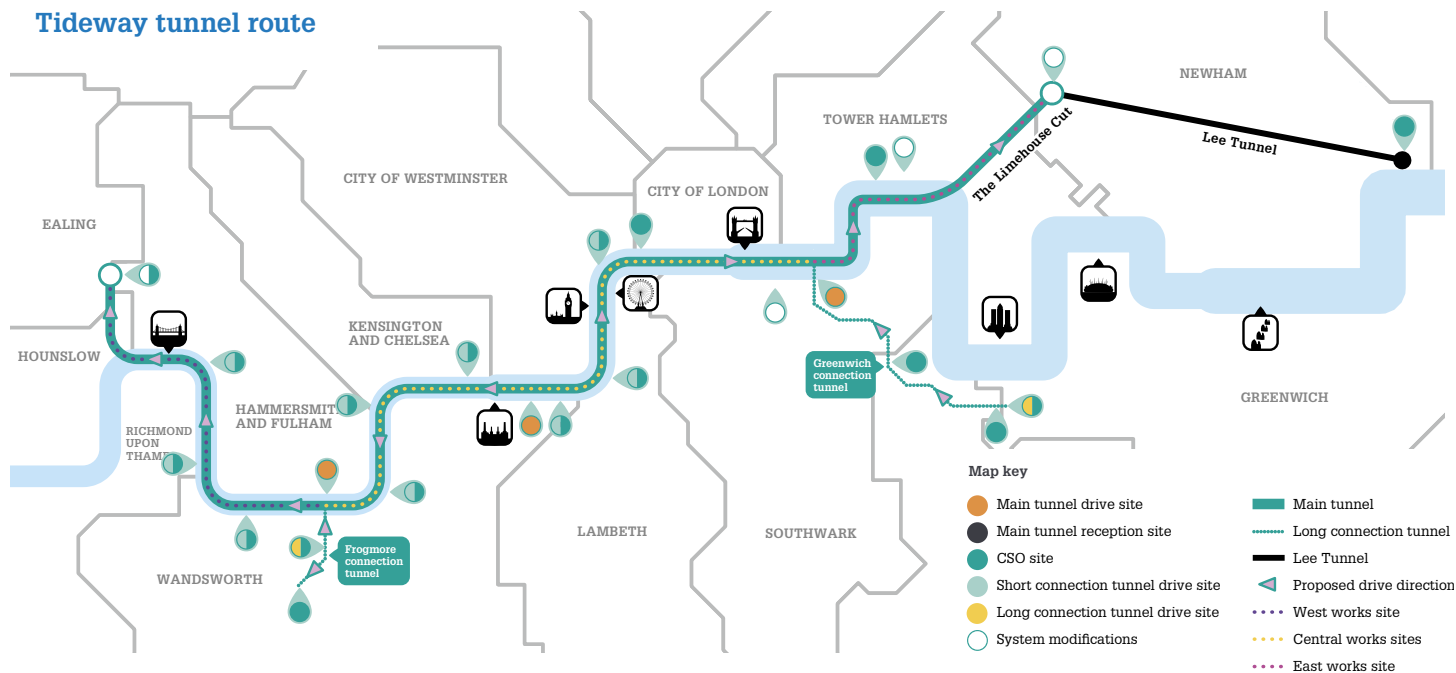 Tideway tunnel route
NEWHAM
TOWER HAMLETS
The Limehouse Cut
Lee Tunnel
CITY OF WESTMINSTER
CITY OF LONDON
EALING
KENSINGTON
AND CHELSEA
HOUNSLOW
Greenwich
connection
tunnel
GREENWICH
HAMMERSMITH
AND FULHAM
RICHMOND
UPON
THAMES
Map key
LAMBETH
SOUTHWARK
Frogmore
connection
tunnel
WANDSWORTH
Main tunnel drive site
Main tunnel reception site
CSO site
Short connection tunnel drive site
Long connection tunnel drive site
System modifications
Main tunnel
Long connection tunnel
Lee Tunnel
Proposed drive direction
West works site
Central works sites
East works site